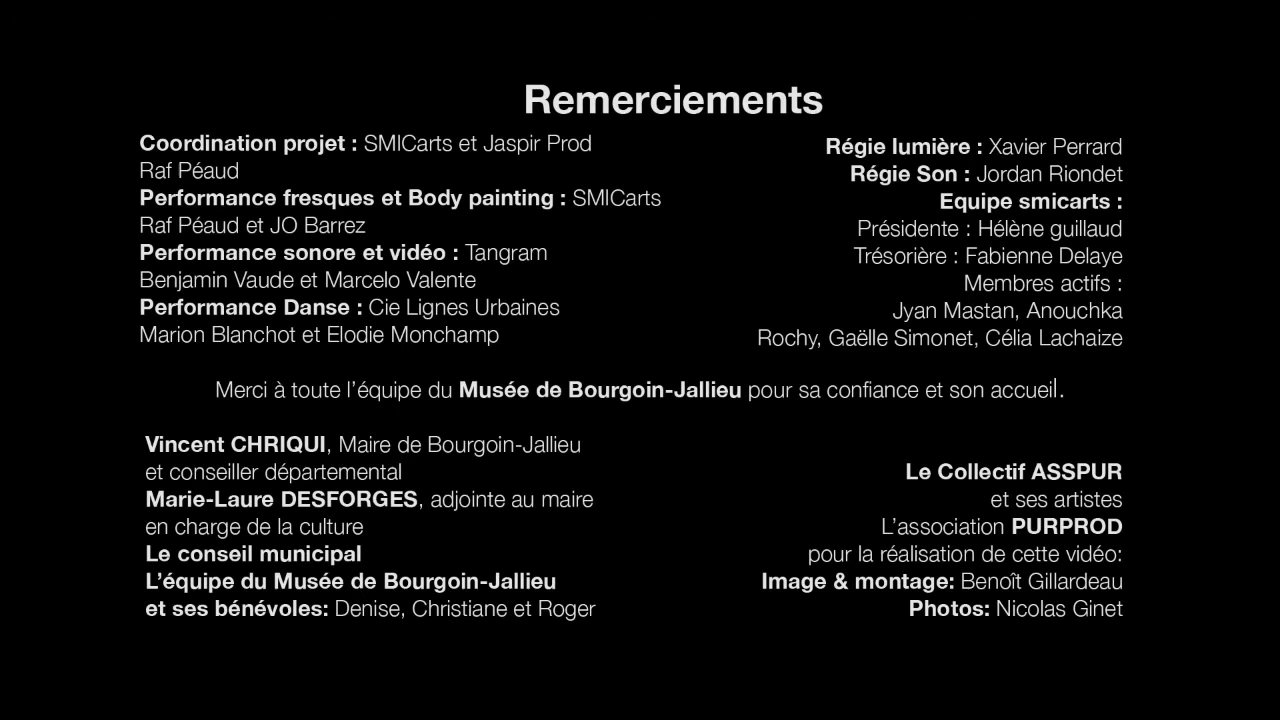 Remerciements
Coordination projet : SMICarts et Jaspir Prod
Raf Péaud
Performance fresques et Body painting : SMICarts
Raf Péaud et JO Barrez
Performance sonore et vidéo : Tangram
Benjamin Vaude et Marcelo Valente
Performance Danse : Cie Lignes Urbaines
Marion Blanchot et Elodie Monchamp
Régie lumière : Xavier Perrard
Régie Son : Jordan Riondet
Equipe smicarts :
Présidente : Hélène guillaud
Trésorière : Fabienne Delaye
Membres actifs :
Jyan Mastan, Anouchka
Rochy, Gaëlle Simonet, Célia Lachaize
Merci à toute l’équipe du Musée de Bourgoin-Jallieu pour sa confiance et son accueil.
Vincent CHRIQUI, Maire de Bourgoin-Jallieu
et conseiller départemental
Marie-Laure DESFORGES, adjointe au maire
en charge de la culture
Le conseil municipal
L’équipe du Musée de Bourgoin-Jallieu
et ses bénévoles: Denise, Christiane et Roger
Le Collectif ASSPUR
et ses artistes
L’association PURPROD
pour la réalisation de cette vidéo:
Image & montage: Benoît Gillardeau
Photos: Nicolas Ginet